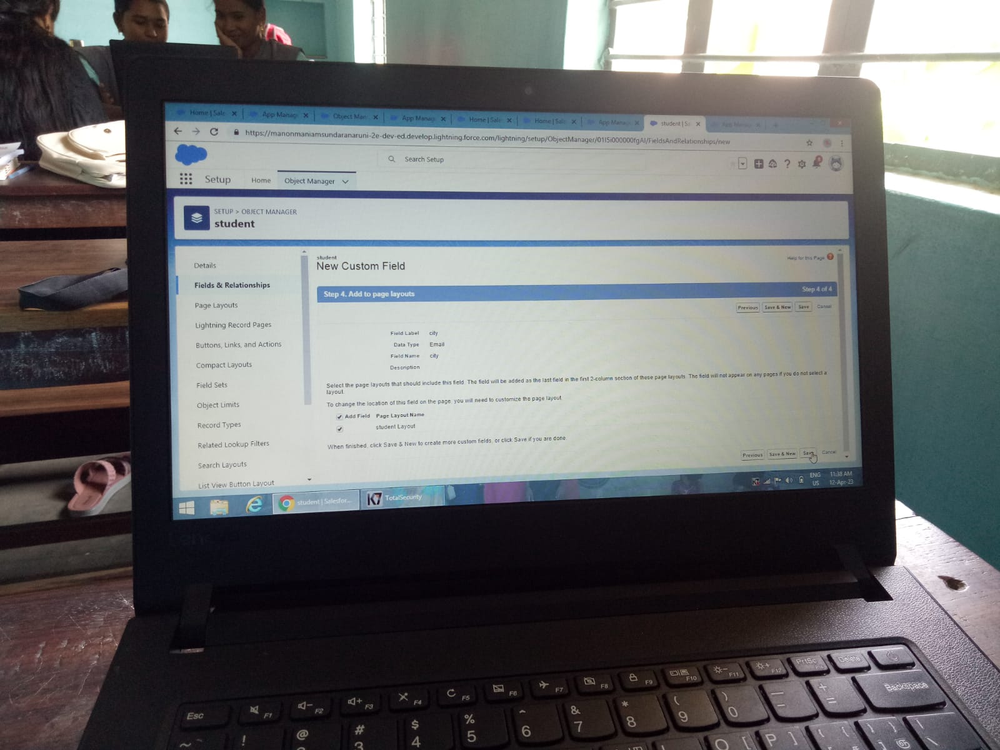 Home | Sale
App Manag
Object Man
App Manag
Home | Sale
Home | Sale
App Manag
student | Sa
App Manag
https://manonmaniamsundaranaruni-2e-dev-ed.develop.lightning.force.com/lightning/setup/ObjectManager/01I5i000000fgAI/FieldsAndRelationships/new
Search Setup
Setup
Home
Object Manager
SETUP > OBJECT MANAGER
student
Details
Fields & Relationships
Page Layouts
Lightning Record Pages
Buttons, Links, and Actions
Compact Layouts
Field Sets
Object Limits
Record Types
Related Lookup Filters
Search Layouts
List View Button Layout
student
New Custom Field
Help for this Page
Step 4. Add to page layouts
Step 4 of 4
Previous Save & New Save Cancel
Field Label city
Data Type Email
Field Name city
Description
Select the page layouts that should include this field. The field will be added as the last field in the first 2-column section of these page layouts. The field will not appear on any pages if you do not select a
layout.
To change the location of this field on the page, you will need to customize the page layout.
Add Field Page Layout Name
student Layout
When finished, click Save & New to create more custom fields, or click Save if you are done.
Previous Save & New Save Cancel
student | Salesfor...
K7 TotalSecurity
ENG 11:38 AM
US 12-Apr-23
Lenovo
Esc F1 F2 F3 F4 F5 F6 F7 F8 F9 F10 F11 F12 PrtSc Delete
~ ! @ # 3 $ 4 % 5 ^ 6 & 7 * 8 ( 9 ) 0 — - + = Backspace
O P [ ]